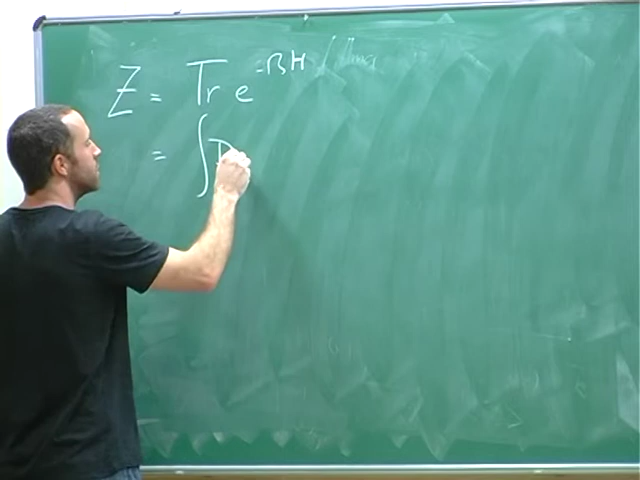 Z = Tr e^{-βH}
= ∫ D